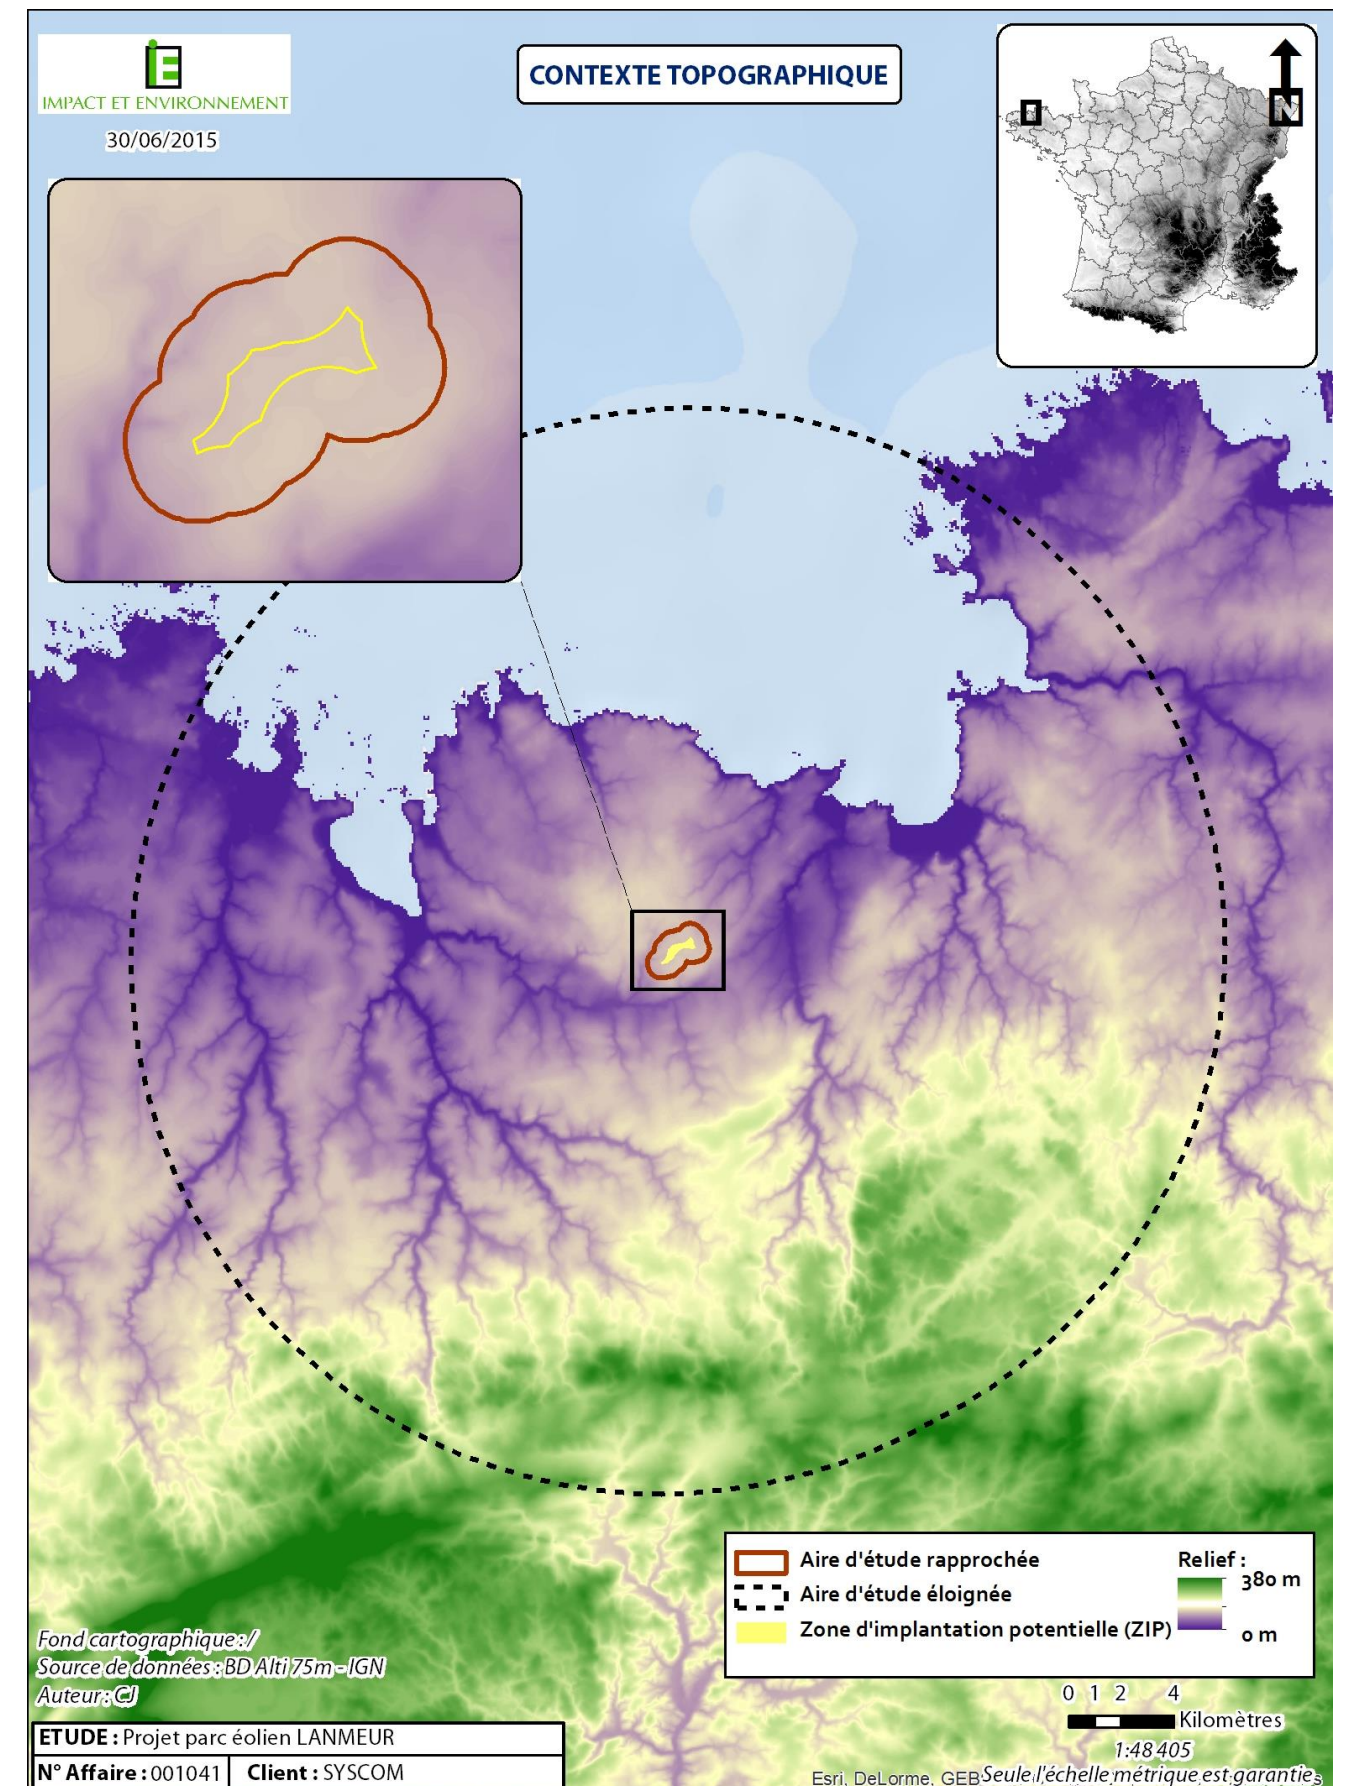 IMPACT ET ENVIRONNEMENT
30/06/2015
CONTEXTE TOPOGRAPHIQUE
N
Aire d'étude rapprochée
Aire d'étude éloignée
Zone d'implantation potentielle (ZIP)
Relief :
380 m
0 m
Fond cartographique : /
Source de données : BD Alti 75m - IGN
Auteur : CJ
0 1 2 4
Kilomètres
1:48 405
Seule l'échelle métrique est garantie
ETUDE : Projet parc éolien LANMEUR
N° Affaire : 001041
Client : SYSCOM
Esri, DeLorme, GEB